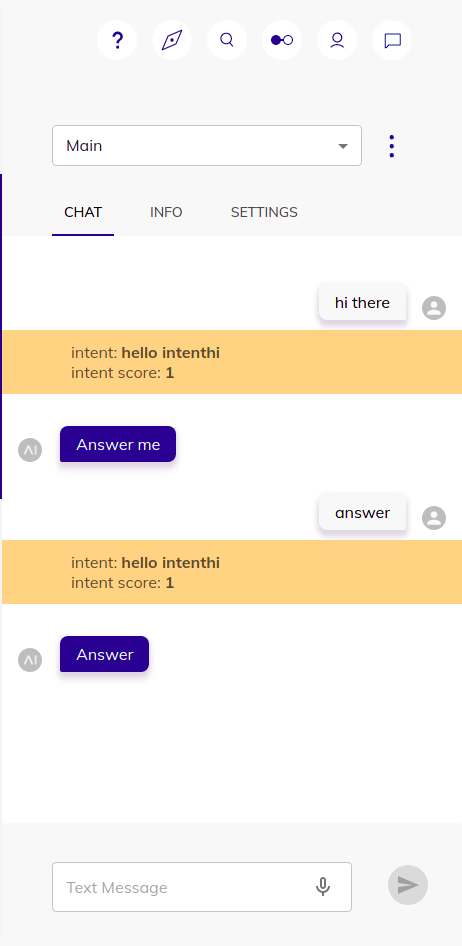 ?
Main
CHAT INFO SETTINGS
hi there
intent: hello intenthi
intent score: 1
AI
Answer me
answer
intent: hello intenthi
intent score: 1
AI
Answer
Text Message